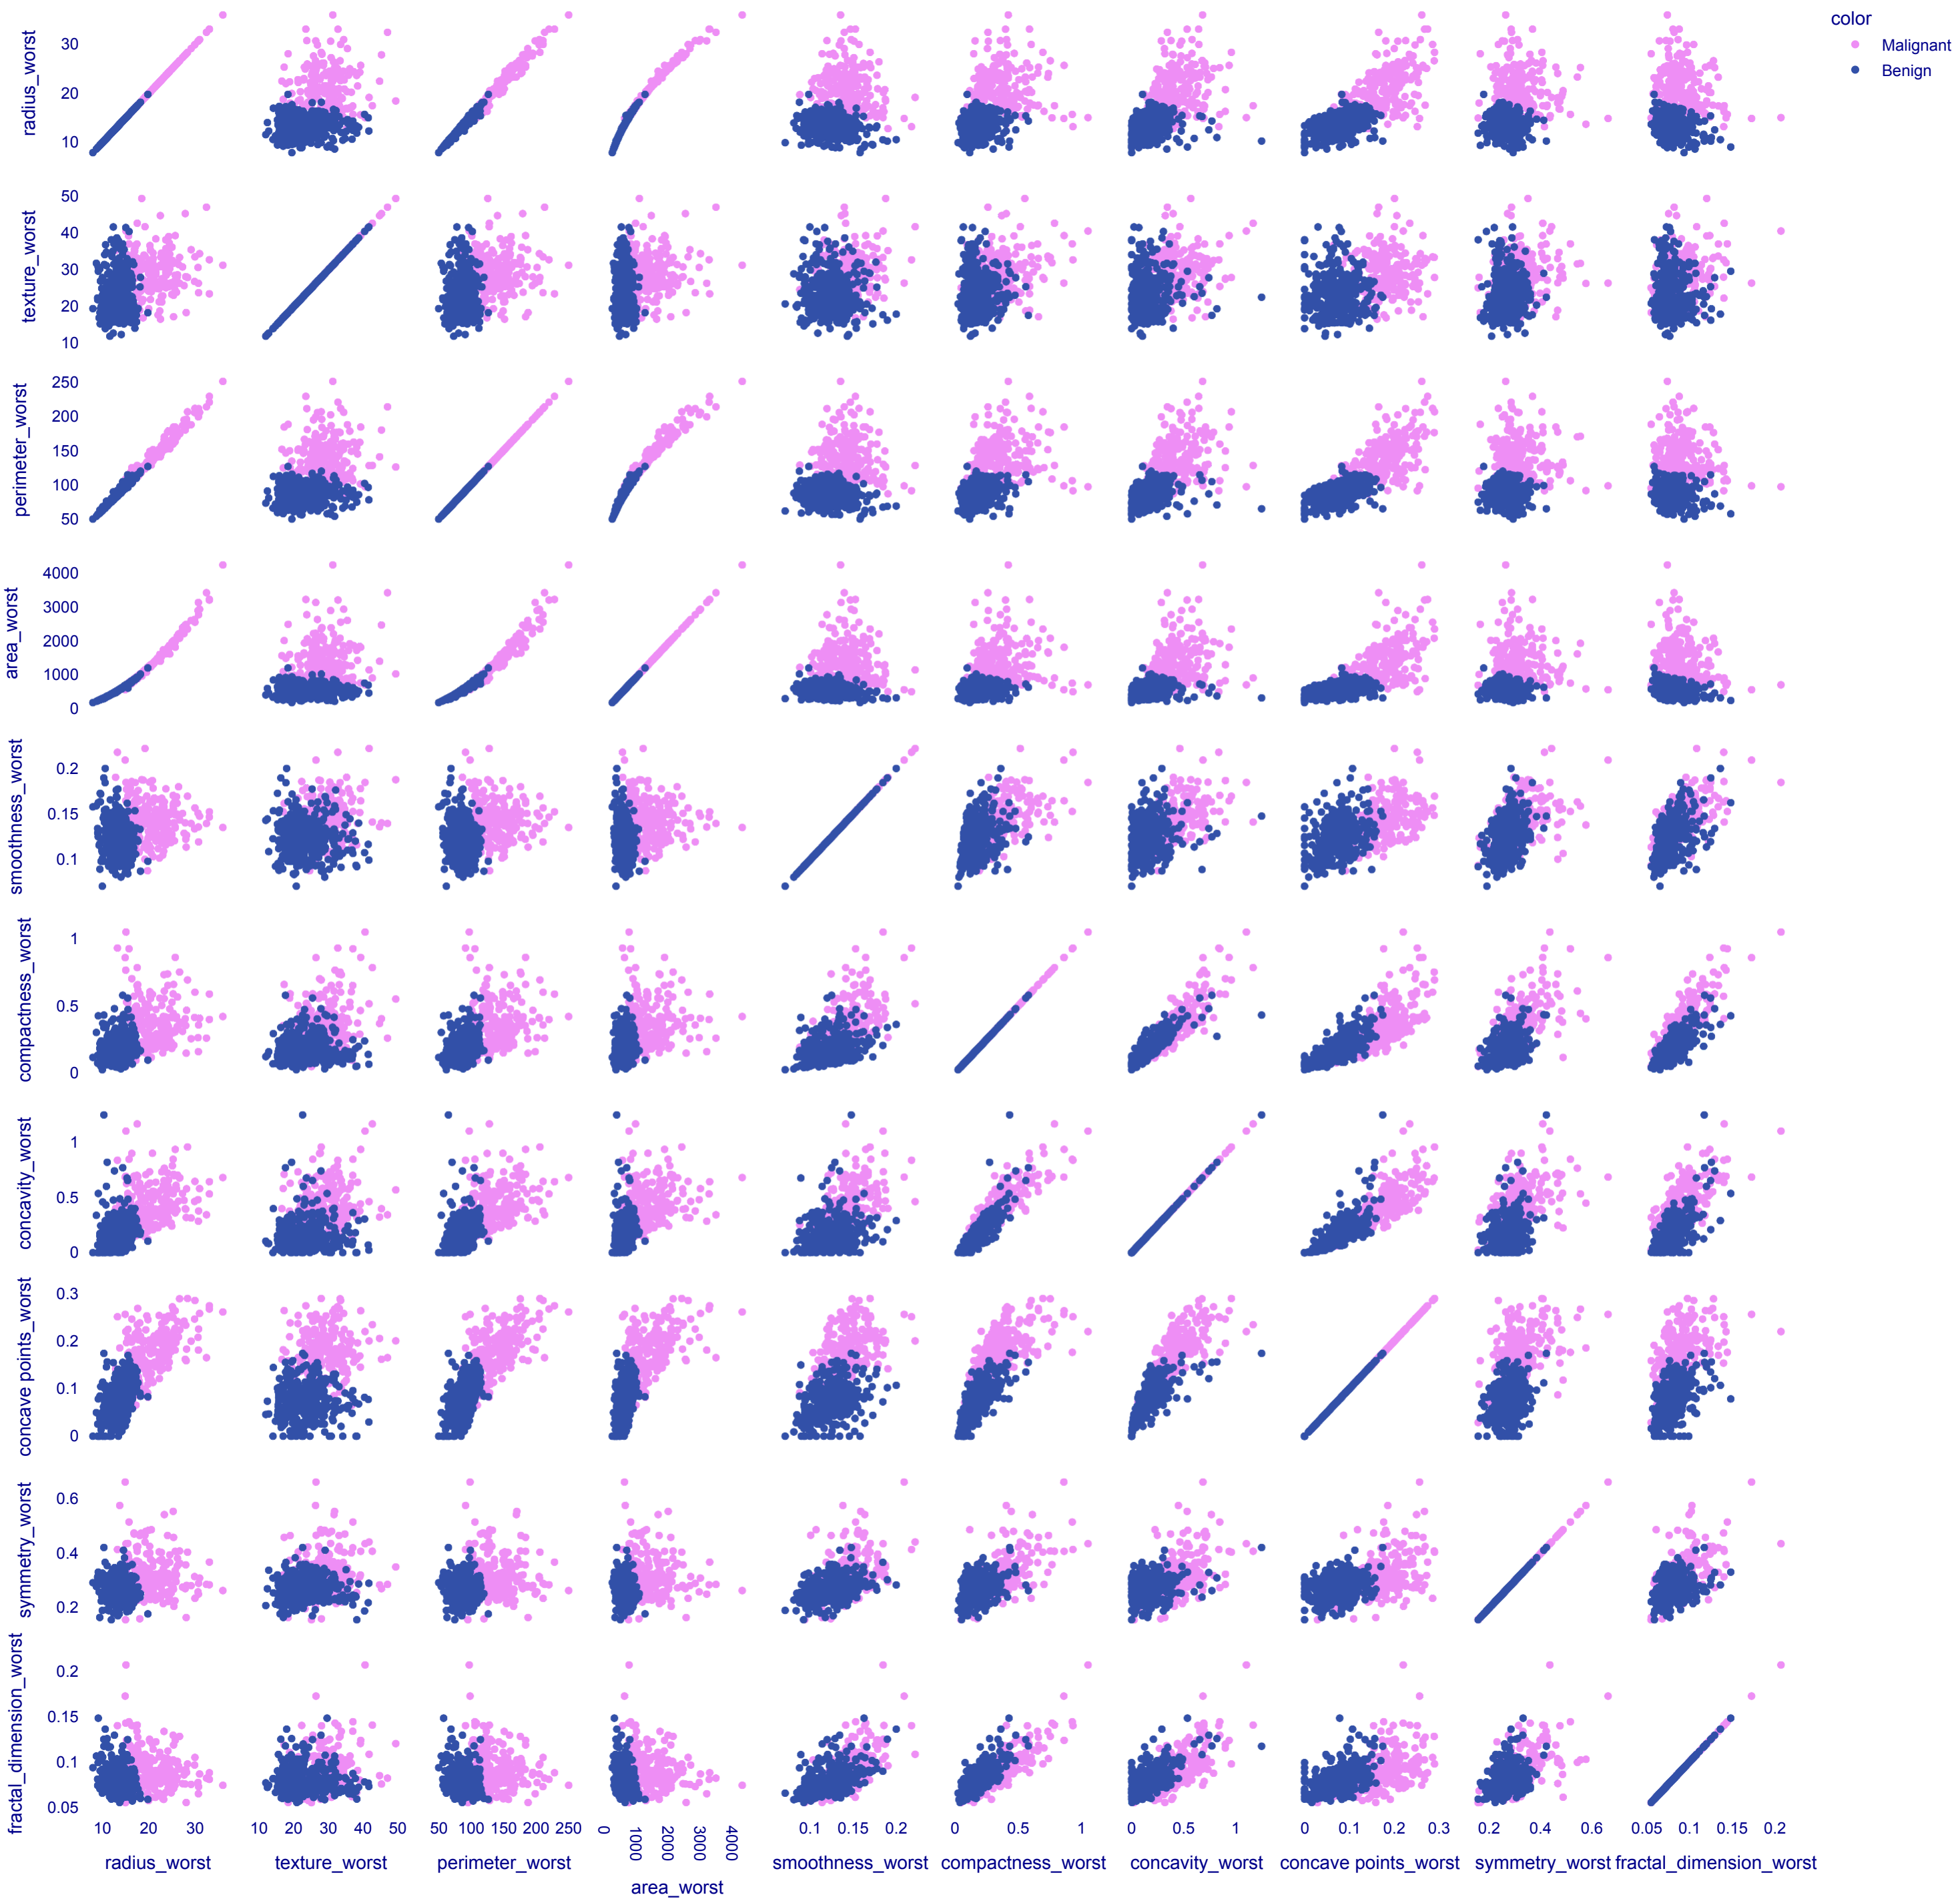 color
Malignant
Benign
radius_worst
30
20
10
texture_worst
50
40
30
20
10
perimeter_worst
250
200
150
100
50
area_worst
4000
3000
2000
1000
0
smoothness_worst
0.2
0.15
0.1
compactness_worst
1
0.5
0
concavity_worst
1
0.5
0
concave points_worst
0.3
0.2
0.1
0
symmetry_worst
0.6
0.4
0.2
fractal_dimension_worst
0.2
0.15
0.1
0.05
10 20 30
10 20 30 40 50
50 100 150 200 250
0 1000 2000 3000 4000
0.1 0.15 0.2
0 0.5 1
0 0.5 1
0 0.1 0.2 0.3
0.2 0.4 0.6
0.05 0.1 0.15 0.2
radius_worst
texture_worst
perimeter_worst
area_worst
smoothness_worst
compactness_worst
concavity_worst
concave points_worst
symmetry_worst
fractal_dimension_worst